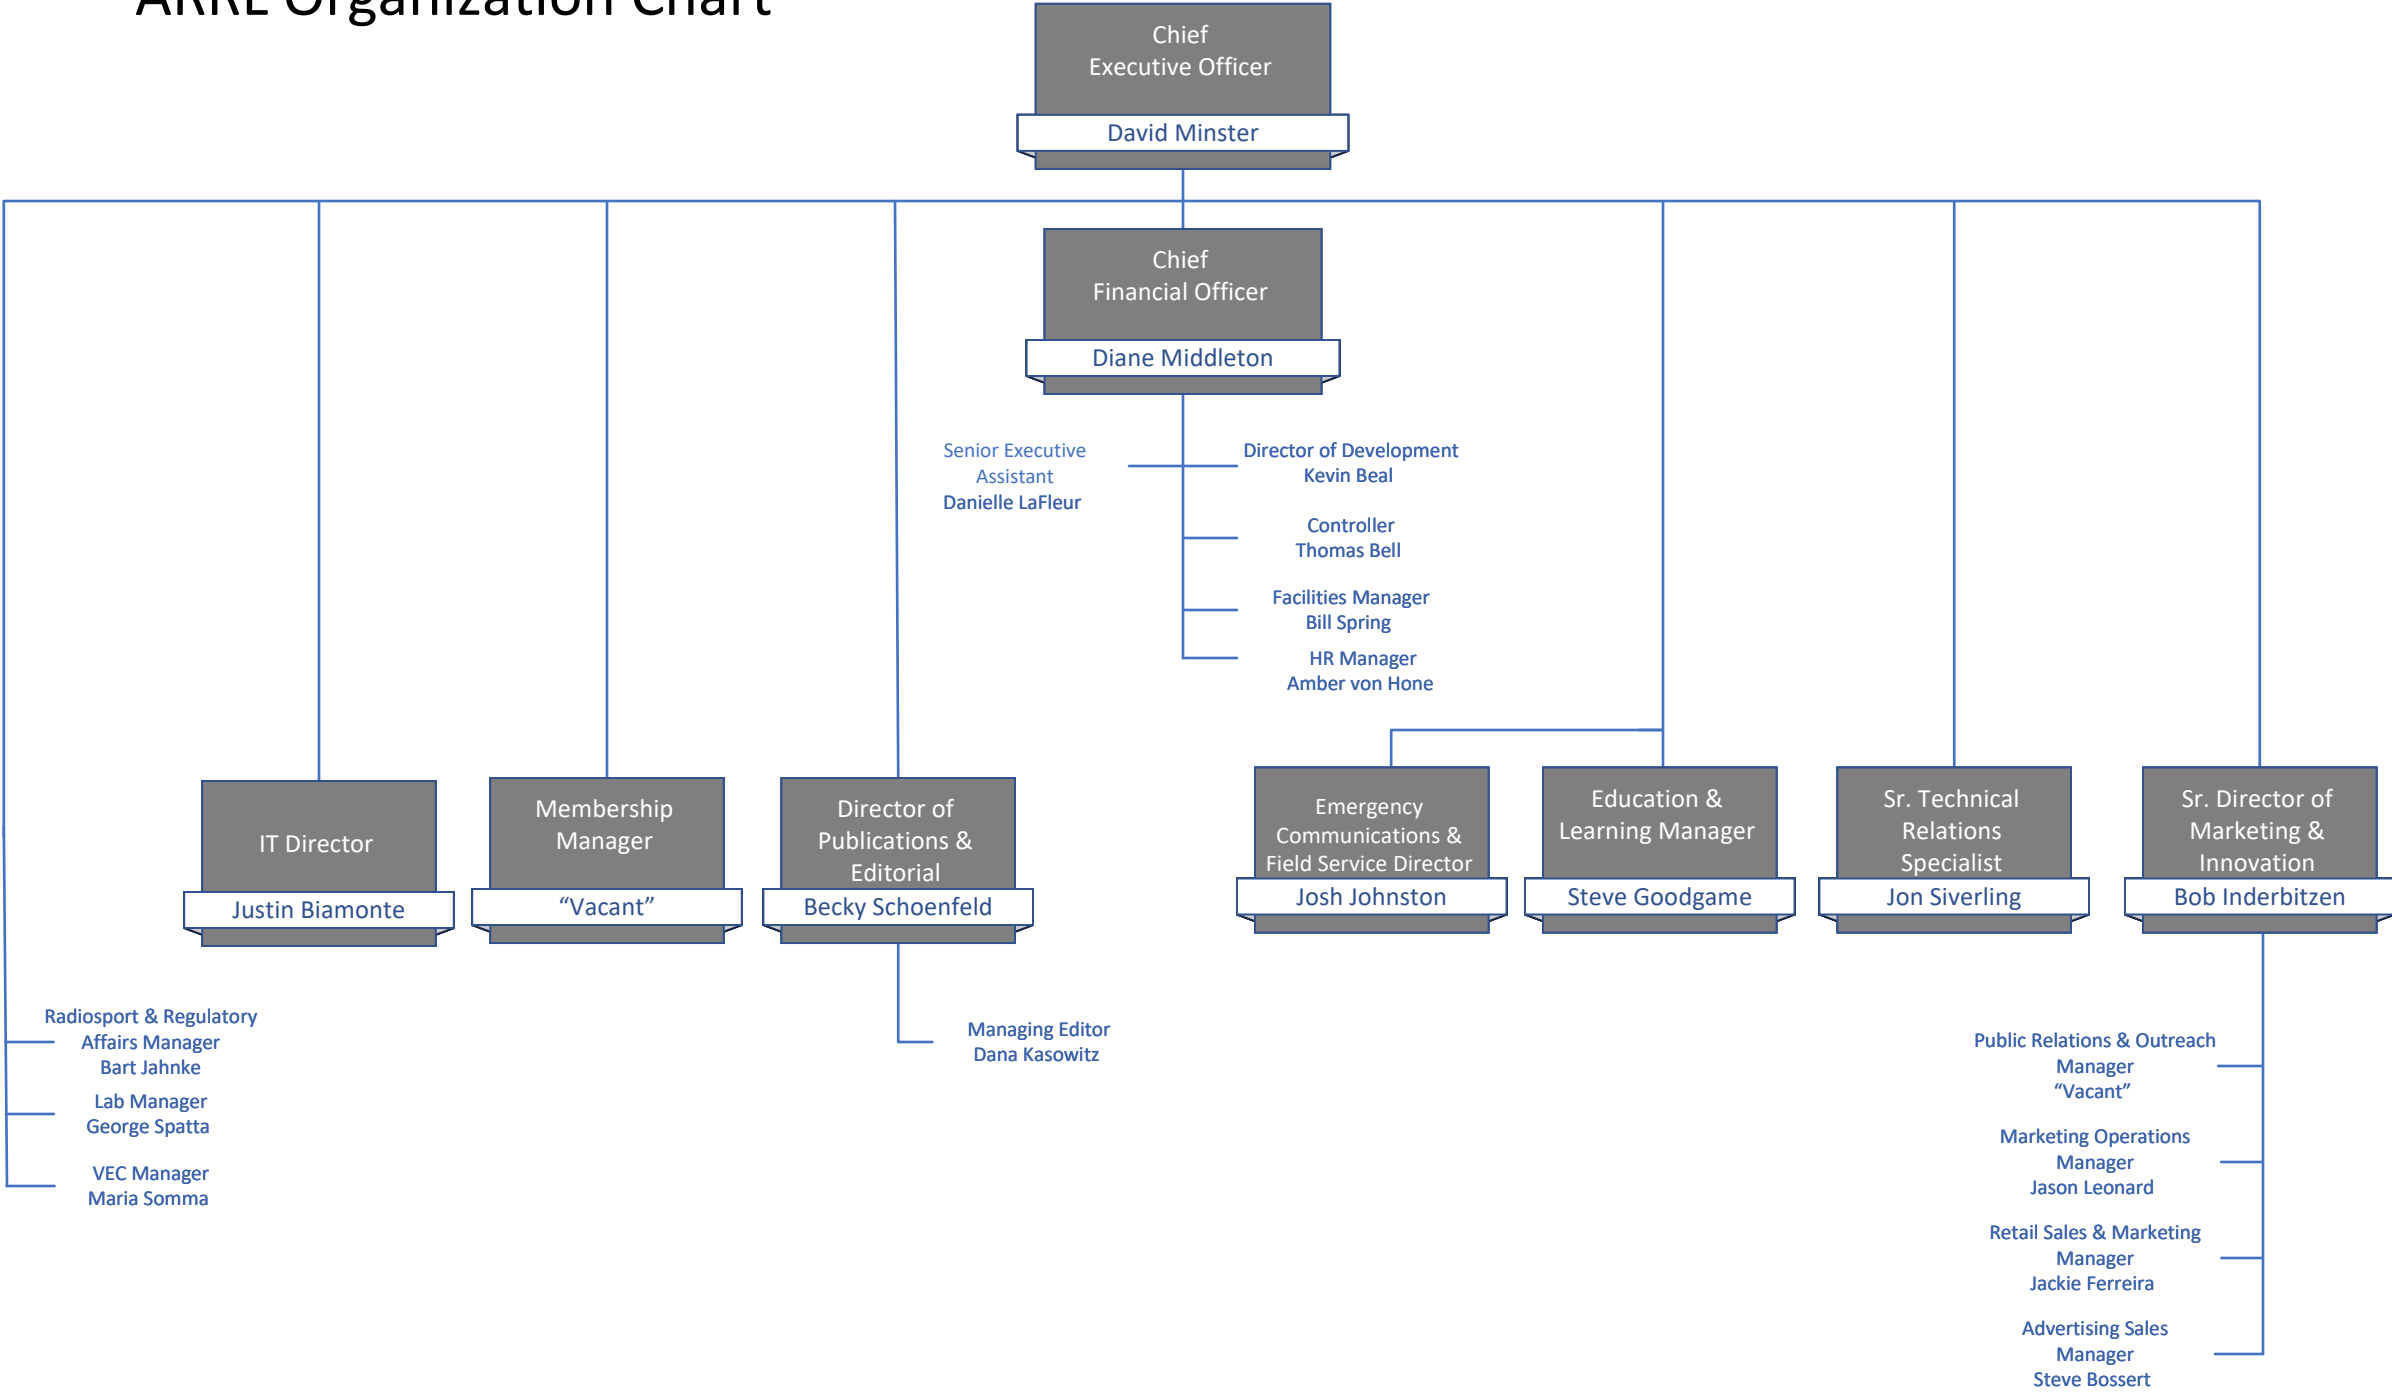 ARRL Organization Chart
Chief
Executive Officer
David Minster
Chief
Financial Officer
Diane Middleton
Senior Executive
Assistant
Danielle LaFleur
Director of Development
Kevin Beal
Controller
Thomas Bell
Facilities Manager
Bill Spring
HR Manager
Amber von Hone
IT Director
Justin Biamonte
Membership
Manager
“Vacant”
Director of
Publications &
Editorial
Becky Schoenfeld
Emergency
Communications &
Field Service Director
Josh Johnston
Education &
Learning Manager
Steve Goodgame
Sr. Technical
Relations
Specialist
Jon Siverling
Sr. Director of
Marketing &
Innovation
Bob Inderbitzen
Radiosport & Regulatory
Affairs Manager
Bart Jahnke
Lab Manager
George Spatta
VEC Manager
Maria Somma
Managing Editor
Dana Kasowitz
Public Relations & Outreach
Manager
“Vacant”
Marketing Operations
Manager
Jason Leonard
Retail Sales & Marketing
Manager
Jackie Ferreira
Advertising Sales
Manager
Steve Bossert